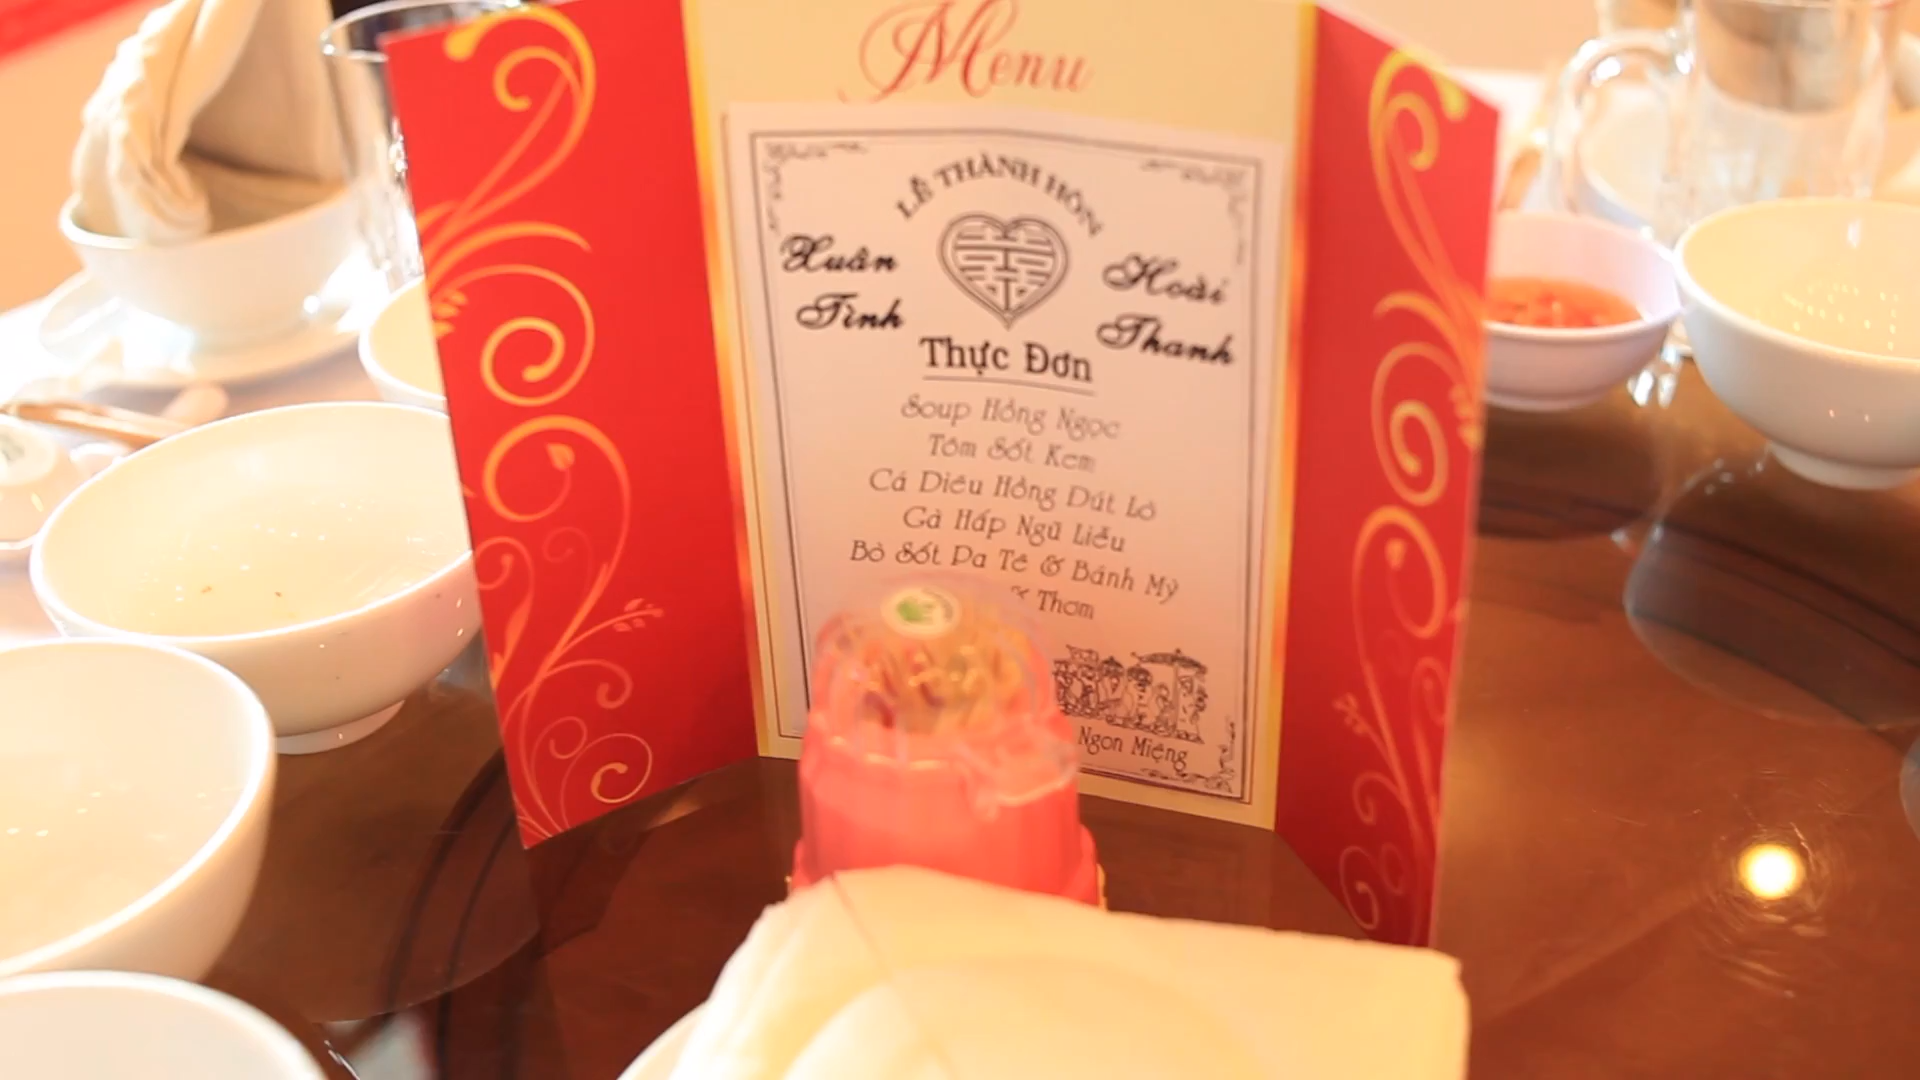 Menu
LỄ THÀNH HÔN
Xuân Tình
Hoài Thanh
Thực Đơn
Soup Hồng Ngọc
Tôm Sốt Kem
Cá Diêu Hồng Đút Lò
Gà Hấp Ngũ Liễu
Bò Sốt Pa Tê & Bánh Mỳ
Thơm
Ngon Miệng